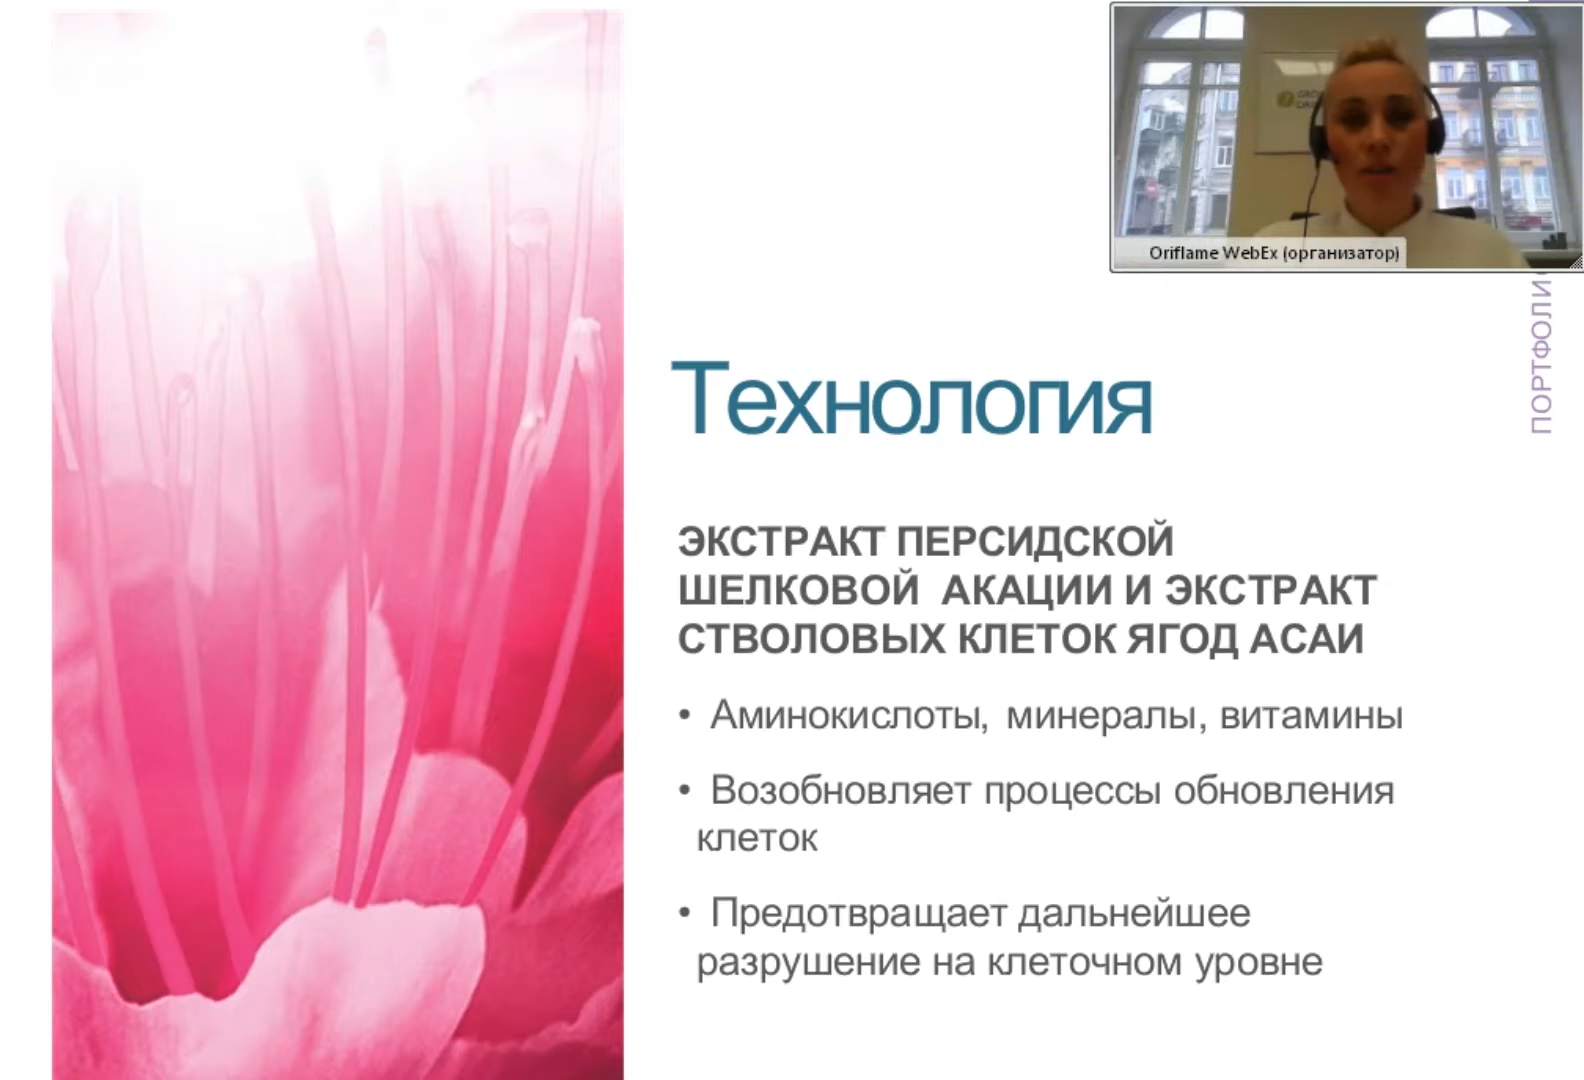 Oriflame WebEx (организатор)
ПОРТФОЛИ
Технология
ЭКСТРАКТ ПЕРСИДСКОЙ
ШЕЛКОВОЙ АКАЦИИ И ЭКСТРАКТ
СТВОЛОВЫХ КЛЕТОК ЯГОД АСАИ
• Аминокислоты, минералы, витамины
• Возобновляет процессы обновления
клеток
• Предотвращает дальнейшее
разрушение на клеточном уровне